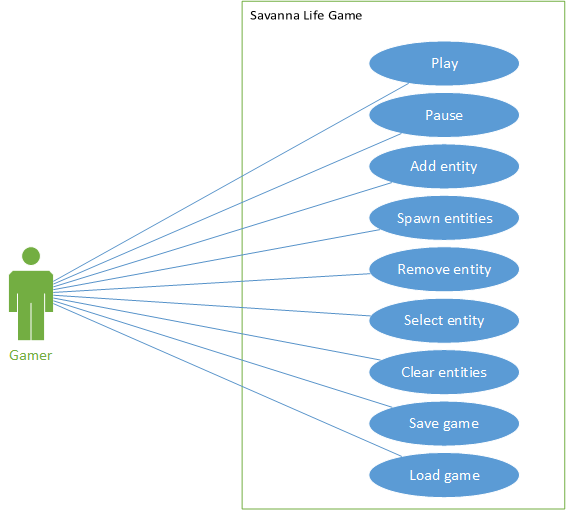 Savanna Life Game
Play
Pause
Add entity
Spawn entities
Remove entity
Select entity
Clear entities
Save game
Load game
Gamer